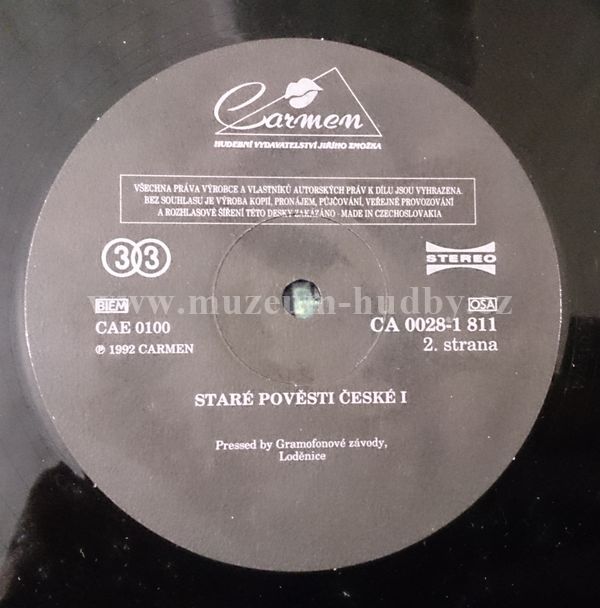 Carmen
HUDEBNÍ VYDAVATELSTVÍ JIŘÍHO ZMOŽKA
VŠECHNA PRÁVA VÝROBCE A VLASTNÍKŮ AUTORSKÝCH PRÁV K DÍLU JSOU VYHRAZENA.
BEZ SOUHLASU JE VÝROBA KOPIÍ, PRONÁJEM, PŮJČOVÁNÍ, VEŘEJNÉ PROVOZOVÁNÍ
A ROZHLASOVÉ ŠÍŘENÍ TÉTO DESKY ZAKÁZÁNO - MADE IN CZECHOSLOVAKIA
33
STEREO
www.muzeum-hudby.cz
BIEM
OSA
CAE 0100
CA 0028-1 811
℗ 1992 CARMEN
2. strana
STARÉ POVĚSTI ČESKÉ I
Pressed by Gramofonové závody,
Loděnice